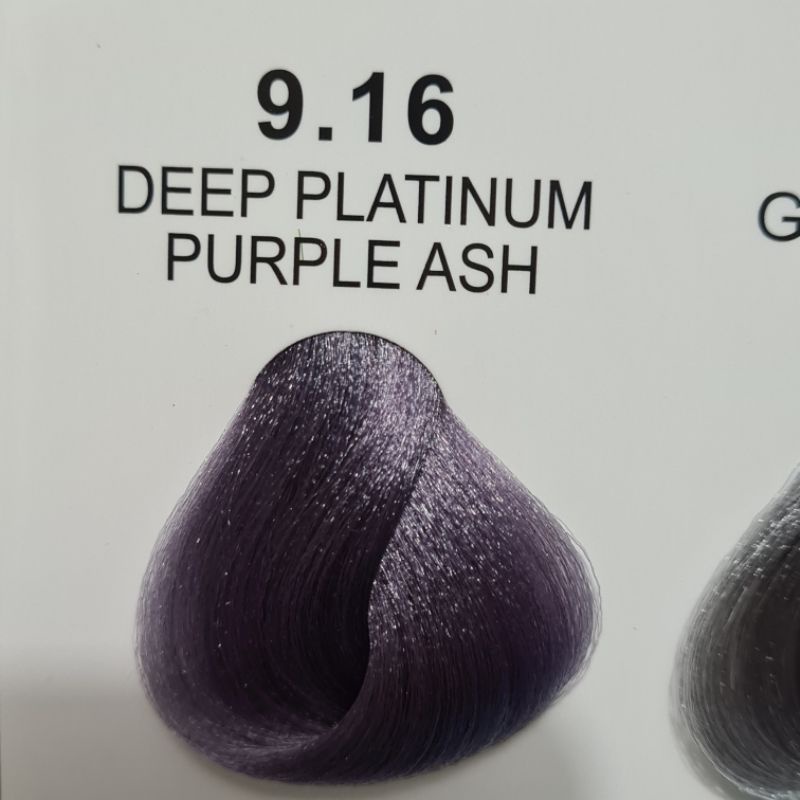 9.16
DEEP PLATINUM
PURPLE ASH